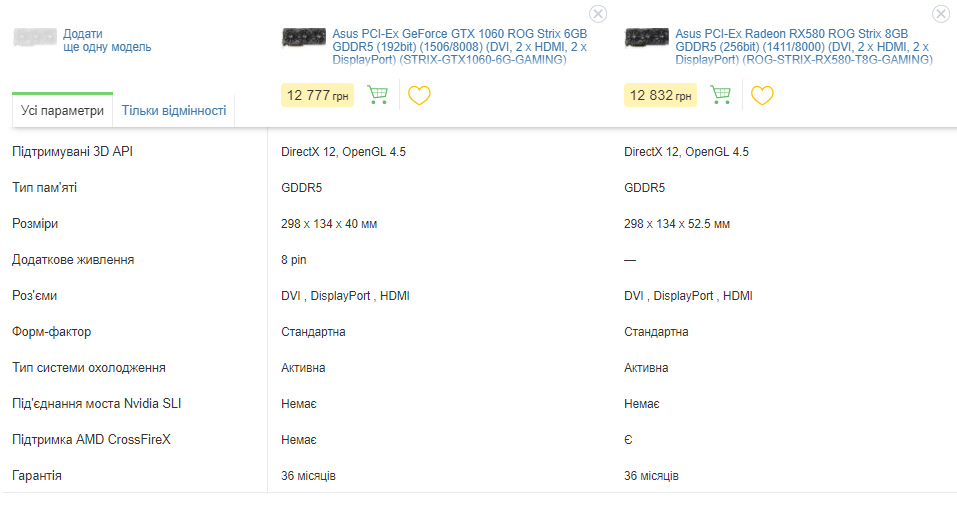 Додати
ще одну модель
Asus PCI-Ex GeForce GTX 1060 ROG Strix 6GB
GDDR5 (192bit) (1506/8008) (DVI, 2 x HDMI, 2 x
DisplayPort) (STRIX-GTX1060-6G-GAMING)
Asus PCI-Ex Radeon RX580 ROG Strix 8GB
GDDR5 (256bit) (1411/8000) (DVI, 2 x HDMI, 2 x
DisplayPort) (ROG-STRIX-RX580-T8G-GAMING)
12 777 грн
12 832 грн
Усі параметри Тільки відмінності
Підтримувані 3D API DirectX 12, OpenGL 4.5 DirectX 12, OpenGL 4.5
Тип пам'яті GDDR5 GDDR5
Розміри 298 x 134 x 40 мм 298 x 134 x 52.5 мм
Додаткове живлення 8 pin —
Роз'єми DVI , DisplayPort , HDMI DVI , DisplayPort , HDMI
Форм-фактор Стандартна Стандартна
Тип системи охолодження Активна Активна
Під'єднання моста Nvidia SLI Немає Немає
Підтримка AMD CrossFireX Немає Є
Гарантія 36 місяців 36 місяців